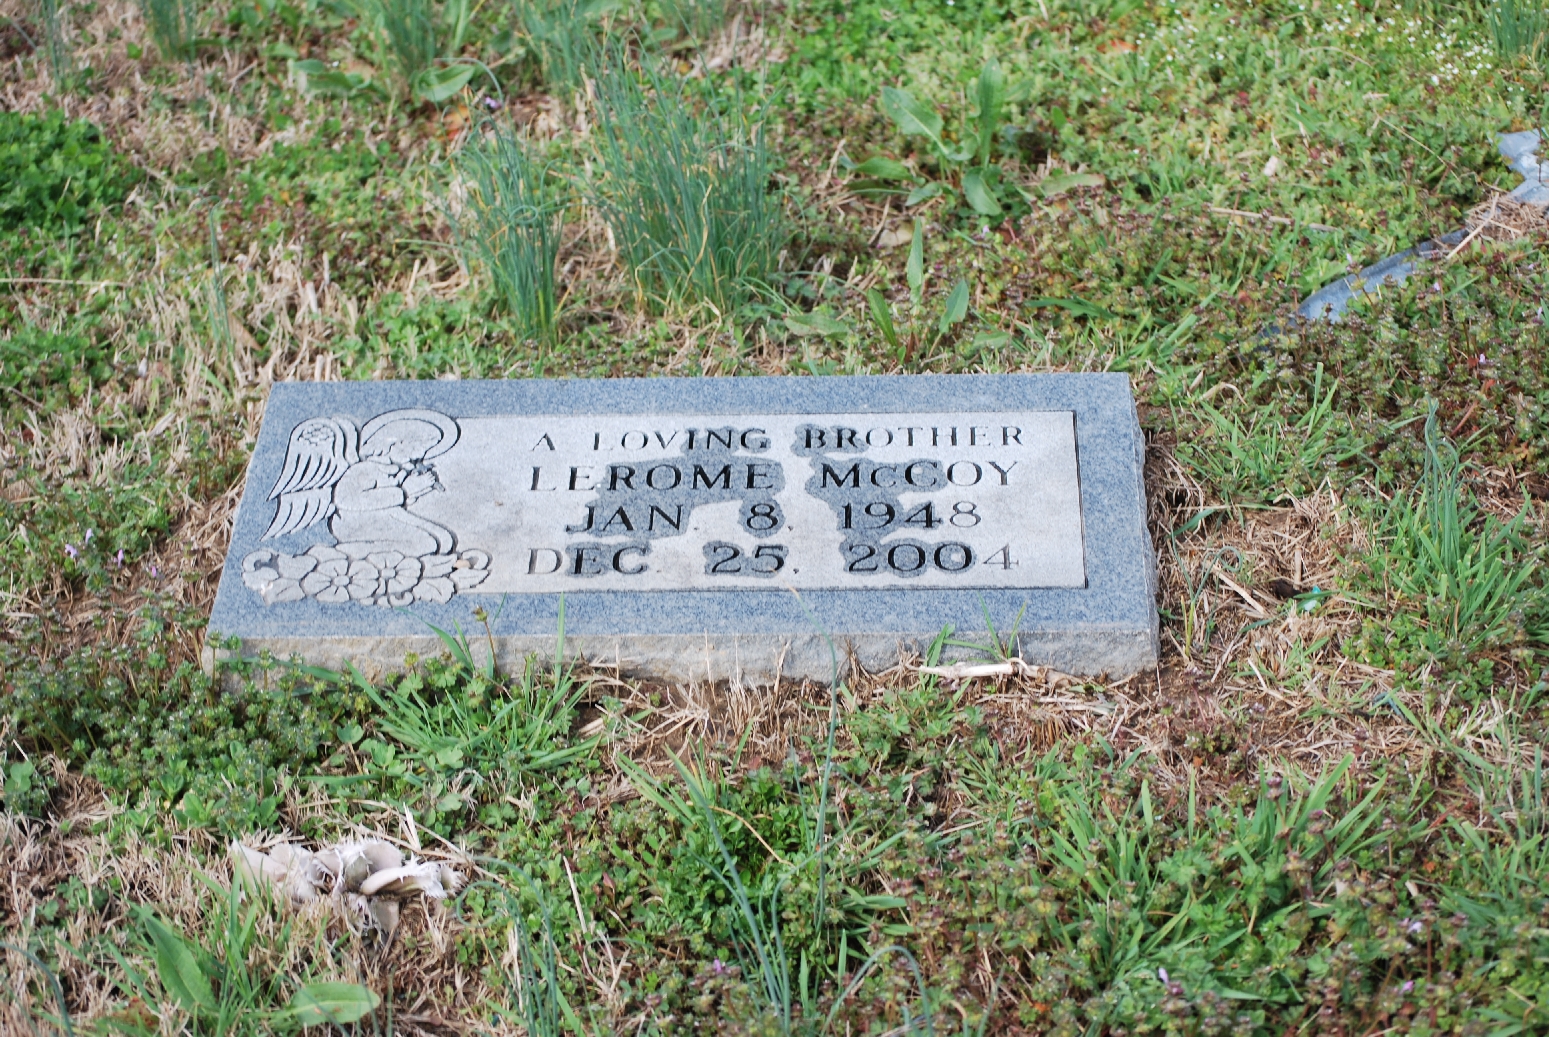 A LOVING BROTHER
LEROME McCOY
JAN 8. 1948
DEC 25. 2004